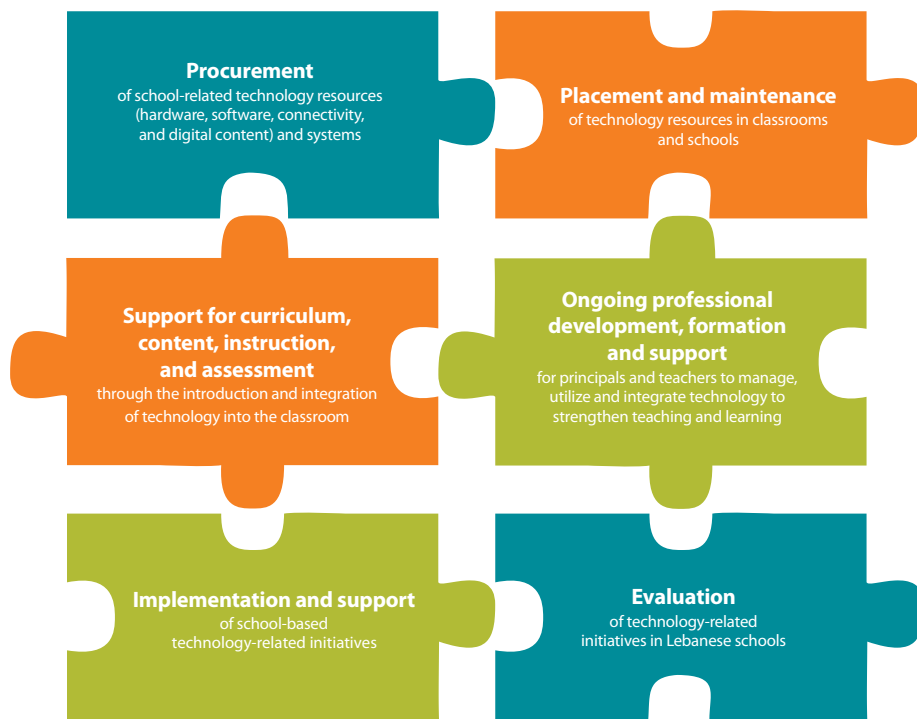 Procurement
of school-related technology resources
(hardware, software, connectivity,
and digital content) and systems
Placement and maintenance
of technology resources in classrooms
and schools
Support for curriculum,
content, instruction,
and assessment
through the introduction and integration
of technology into the classroom
Ongoing professional
development, formation
and support
for principals and teachers to manage,
utilize and integrate technology to
strengthen teaching and learning
Implementation and support
of school-based
technology-related initiatives
Evaluation
of technology-related
initiatives in Lebanese schools